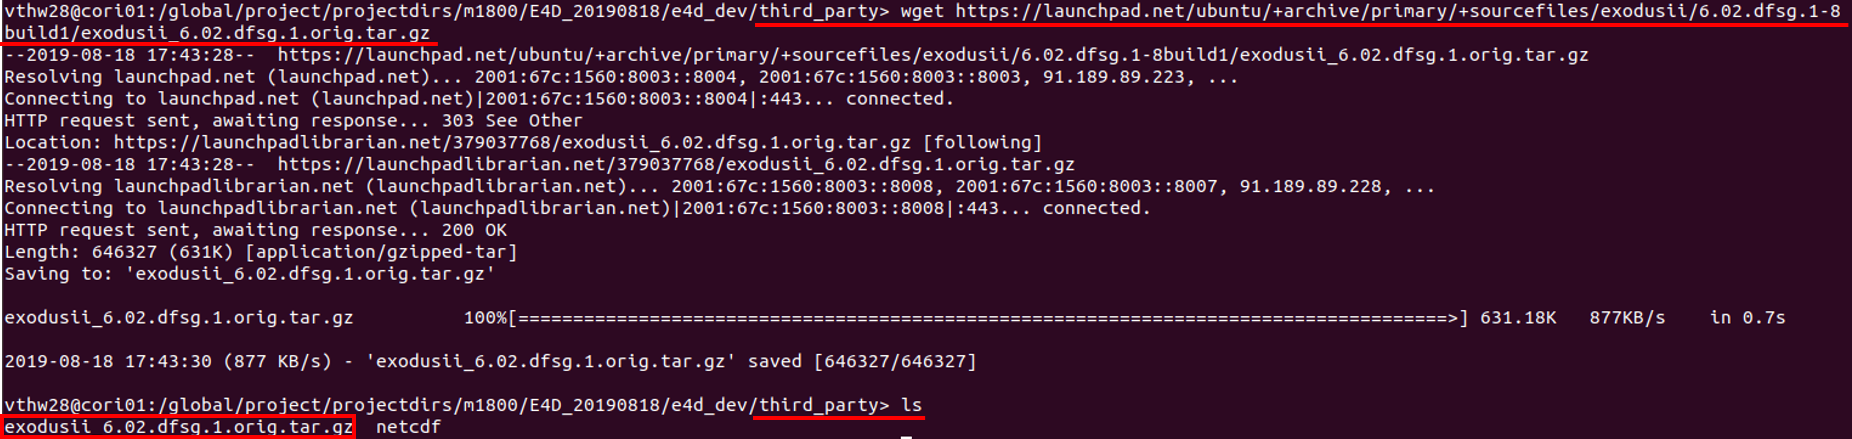 vthw28@cori01:/global/project/projectdirs/m1800/E4D_20190818/e4d_dev/third_party> wget https://launchpad.net/ubuntu/+archive/primary/+sourcefiles/exodusii/6.02.dfsg.1-8
build1/exodusii_6.02.dfsg.1.orig.tar.gz
--2019-08-18 17:43:28--  https://launchpad.net/ubuntu/+archive/primary/+sourcefiles/exodusii/6.02.dfsg.1-8build1/exodusii_6.02.dfsg.1.orig.tar.gz
Resolving launchpad.net (launchpad.net)... 2001:67c:1560:8003::8004, 2001:67c:1560:8003::8003, 91.189.89.223, ...
Connecting to launchpad.net (launchpad.net)|2001:67c:1560:8003::8004|:443... connected.
HTTP request sent, awaiting response... 303 See Other
Location: https://launchpadlibrarian.net/379037768/exodusii_6.02.dfsg.1.orig.tar.gz [following]
--2019-08-18 17:43:28--  https://launchpadlibrarian.net/379037768/exodusii_6.02.dfsg.1.orig.tar.gz
Resolving launchpadlibrarian.net (launchpadlibrarian.net)... 2001:67c:1560:8003::8008, 2001:67c:1560:8003::8007, 91.189.89.228, ...
Connecting to launchpadlibrarian.net (launchpadlibrarian.net)|2001:67c:1560:8003::8008|:443... connected.
HTTP request sent, awaiting response... 200 OK
Length: 646327 (631K) [application/gzipped-tar]
Saving to: 'exodusii_6.02.dfsg.1.orig.tar.gz'
exodusii_6.02.dfsg.1.orig.tar.gz 100%[=====================================================================================>] 631.18K 877KB/s in 0.7s
2019-08-18 17:43:30 (877 KB/s) - 'exodusii_6.02.dfsg.1.orig.tar.gz' saved [646327/646327]
vthw28@cori01:/global/project/projectdirs/m1800/E4D_20190818/e4d_dev/third_party> ls
exodusii_6.02.dfsg.1.orig.tar.gz  netcdf